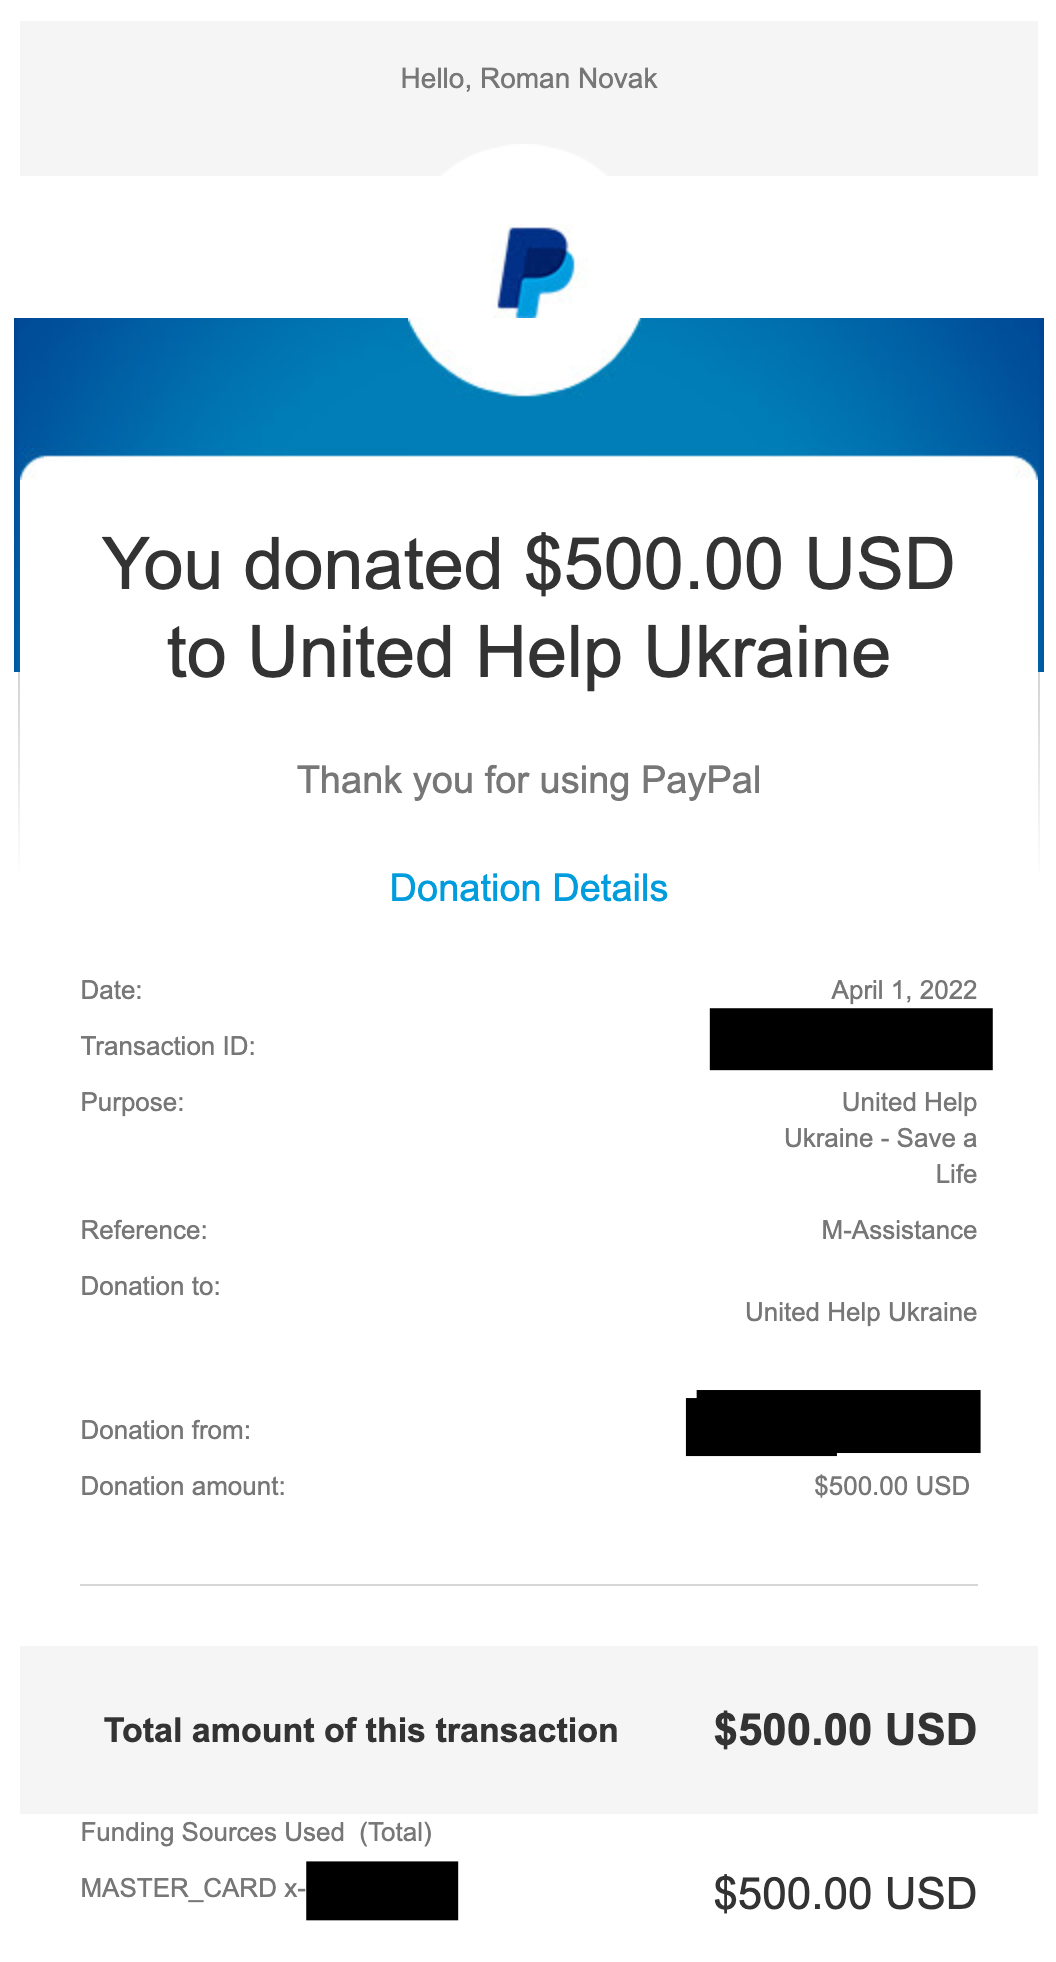 Hello, Roman Novak
You donated $500.00 USD
to United Help Ukraine
Thank you for using PayPal
Donation Details
Date: April 1, 2022
Transaction ID:
Purpose: United Help
Ukraine - Save a
Life
Reference: M-Assistance
Donation to:
United Help Ukraine
Donation from:
Donation amount: $500.00 USD
Total amount of this transaction $500.00 USD
Funding Sources Used (Total)
MASTER_CARD x- $500.00 USD